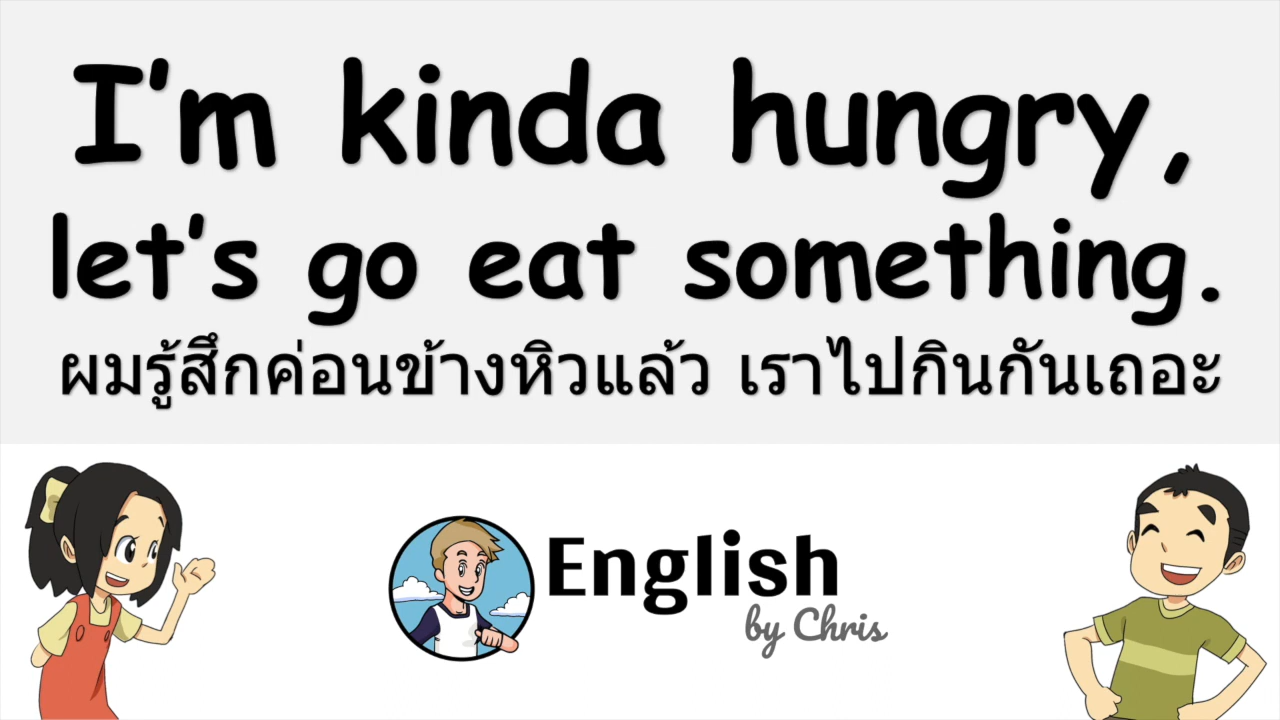 I'm kinda hungry,
let's go eat something.
ผมรู้สึกค่อนข้างหิวแล้ว เราไปกินกันเถอะ
English
by Chris